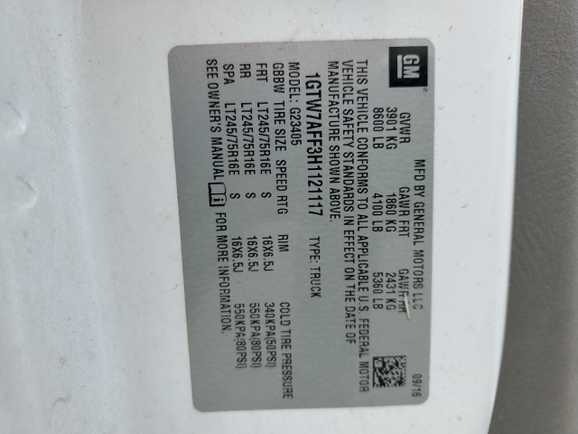 GM
MFD BY GENERAL MOTORS LLC 09/16
GVWR GAWR FRT GAWR RR
3901 KG 1860 KG 2431 KG
8600 LB 4100 LB 5360 LB
THIS VEHICLE CONFORMS TO ALL APPLICABLE U.S. FEDERAL MOTOR
VEHICLE SAFETY STANDARDS IN EFFECT ON THE DATE OF
MANUFACTURE SHOWN ABOVE.
1GTW7AFF3H1121117 TYPE: TRUCK
MODEL: G23405
GBBW TIRE SIZE SPEED RTG RIM COLD TIRE PRESSURE
FRT LT245/75R16E S 16X6.5J 340KPA(50PSI)
RR LT245/75R16E S 16X6.5J 550KPA(80PSI)
SPA LT245/75R16E S 16X6.5J 550KPA(80PSI)
SEE OWNER'S MANUAL FOR MORE INFORMATION.